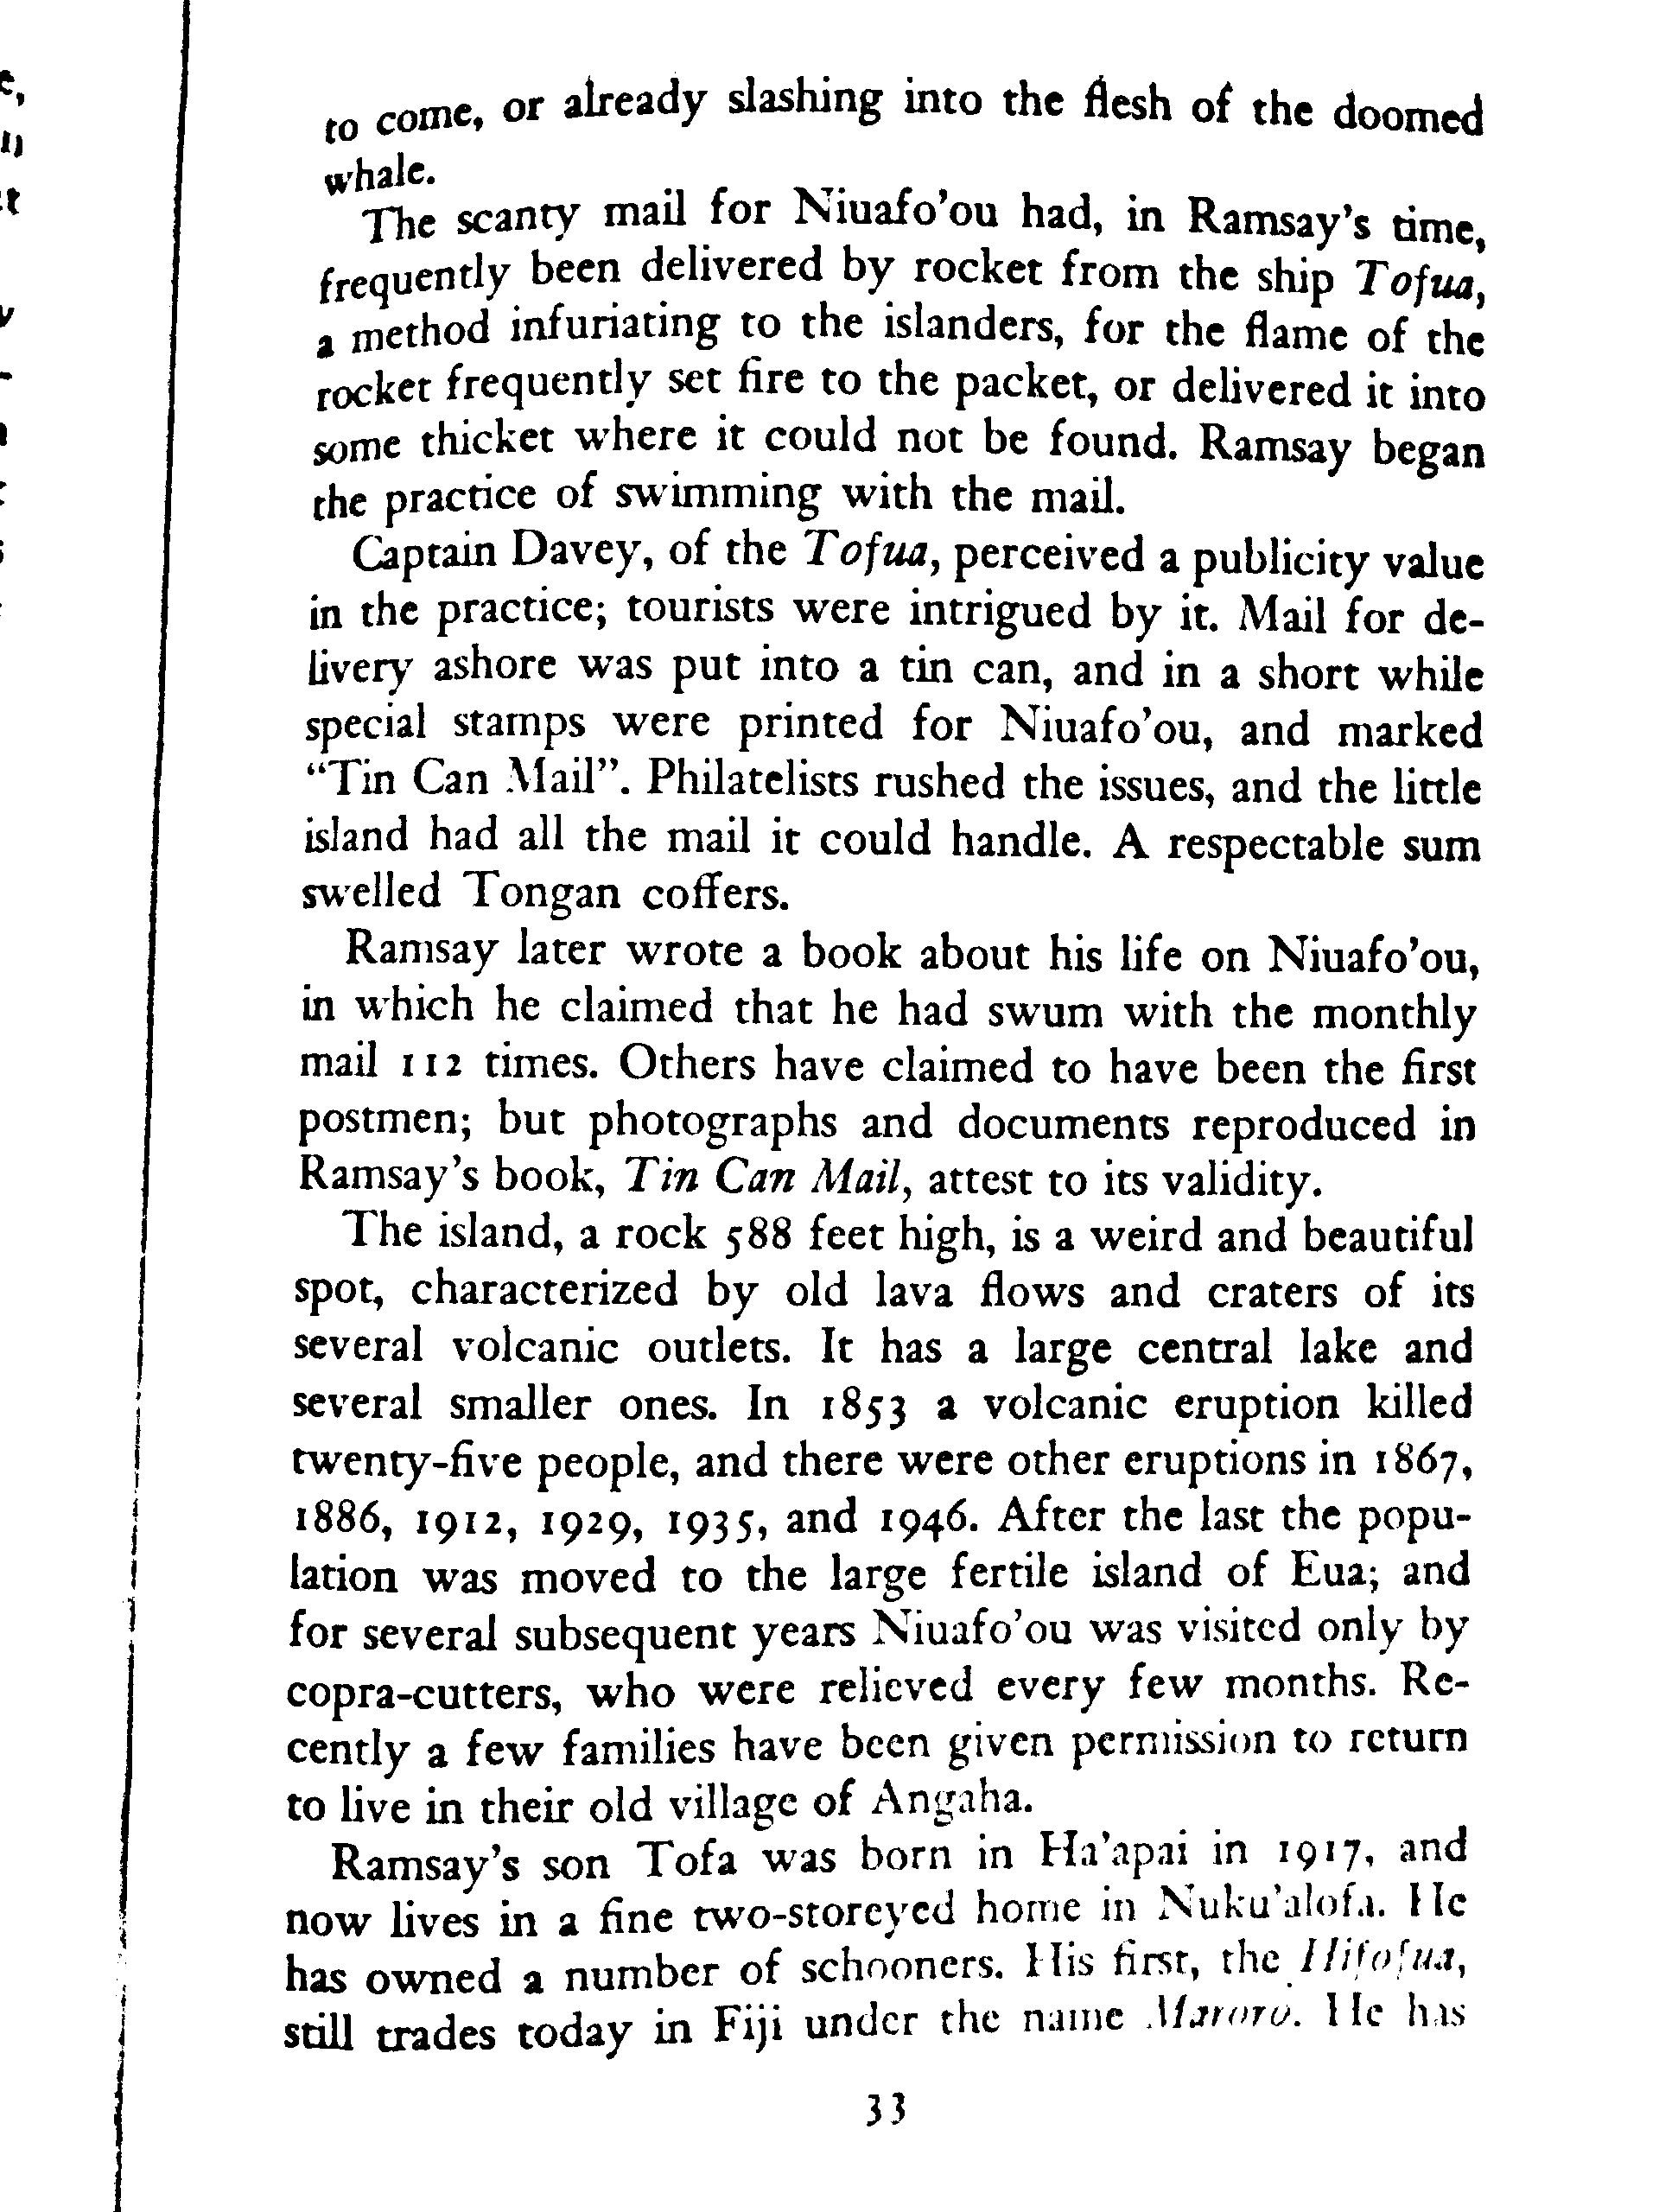 to come, or already slashing into the flesh of the doomed
whale.
The scanty mail for Niuafo'ou had, in Ramsay's time,
frequently been delivered by rocket from the ship Tofua,
a method infuriating to the islanders, for the flame of the
rocket frequently set fire to the packet, or delivered it into
some thicket where it could not be found. Ramsay began
the practice of swimming with the mail.
Captain Davey, of the Tofua, perceived a publicity value
in the practice; tourists were intrigued by it. Mail for de-
livery ashore was put into a tin can, and in a short while
special stamps were printed for Niuafo'ou, and marked
“Tin Can Mail”. Philatelists rushed the issues, and the little
island had all the mail it could handle. A respectable sum
swelled Tongan coffers.
Ramsay later wrote a book about his life on Niuafo'ou,
in which he claimed that he had swum with the monthly
mail 112 times. Others have claimed to have been the first
postmen; but photographs and documents reproduced in
Ramsay's book, Tin Can Mail, attest to its validity.
The island, a rock 588 feet high, is a weird and beautiful
spot, characterized by old lava flows and craters of its
several volcanic outlets. It has a large central lake and
several smaller ones. In 1853 a volcanic eruption killed
twenty-five people, and there were other eruptions in 1867,
1886, 1912, 1929, 1935, and 1946. After the last the popu-
lation was moved to the large fertile island of Eua; and
for several subsequent years Niuafo'ou was visited only by
copra-cutters, who were relieved every few months. Re-
cently a few families have been given permission to return
to live in their old village of Angaha.
Ramsay's son Tofa was born in Ha'apai in 1917, and
now lives in a fine two-storeyed home in Nuku'alofa. He
has owned a number of schooners. His first, the Hifofua,
still trades today in Fiji under the name Maroro. He has
33